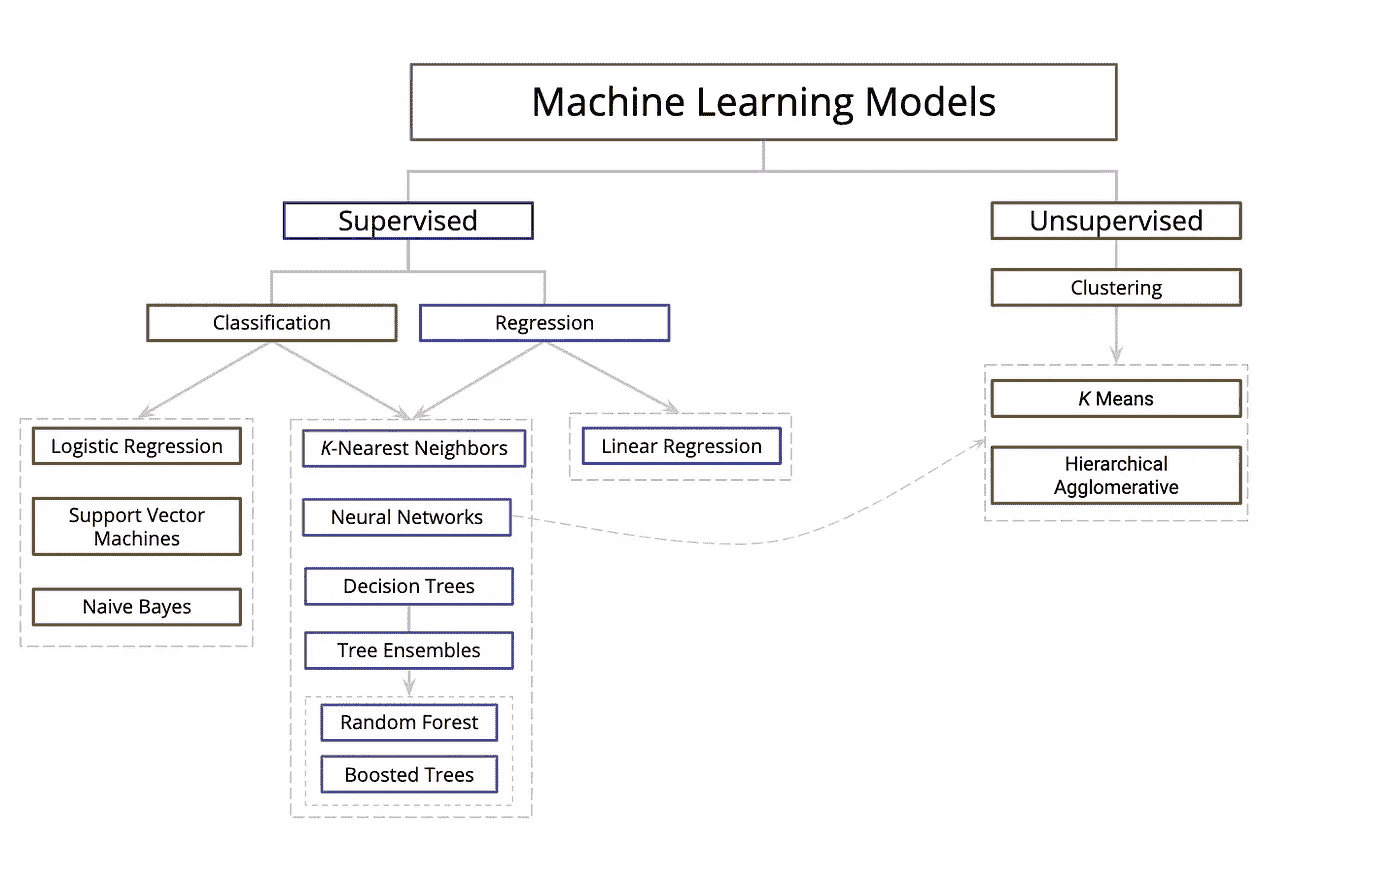 Machine Learning Models
Supervised
Unsupervised
Clustering
Classification
Regression
K Means
Hierarchical
Agglomerative
Logistic Regression
Support Vector
Machines
Naive Bayes
K-Nearest Neighbors
Neural Networks
Decision Trees
Tree Ensembles
Random Forest
Boosted Trees
Linear Regression